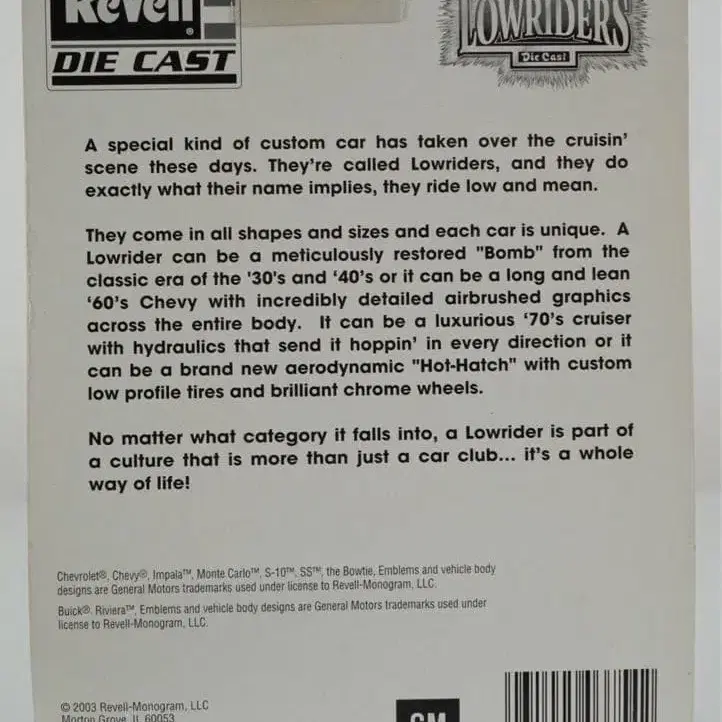 Revell®
DIE CAST
LOWRIDERS
Die Cast
A special kind of custom car has taken over the cruisin’
scene these days. They’re called Lowriders, and they do
exactly what their name implies, they ride low and mean.
They come in all shapes and sizes and each car is unique. A
Lowrider can be a meticulously restored "Bomb" from the
classic era of the '30's and ‘40’s or it can be a long and lean
‘60’s Chevy with incredibly detailed airbrushed graphics
across the entire body. It can be a luxurious ‘70’s cruiser
with hydraulics that send it hoppin’ in every direction or it
can be a brand new aerodynamic "Hot-Hatch" with custom
low profile tires and brilliant chrome wheels.
No matter what category it falls into, a Lowrider is part of
a culture that is more than just a car club... it’s a whole
way of life!
Chevrolet®, Chevy®, Impala™, Monte Carlo™, S-10™, SS™, the Bowtie, Emblems and vehicle body
designs are General Motors trademarks used under license to Revell-Monogram, LLC.
Buick®, Riviera™, Emblems and vehicle body designs are General Motors trademarks used under
license to Revell-Monogram, LLC.
© 2003 Revell-Monogram, LLC
Morton Grove, IL 60053
GM